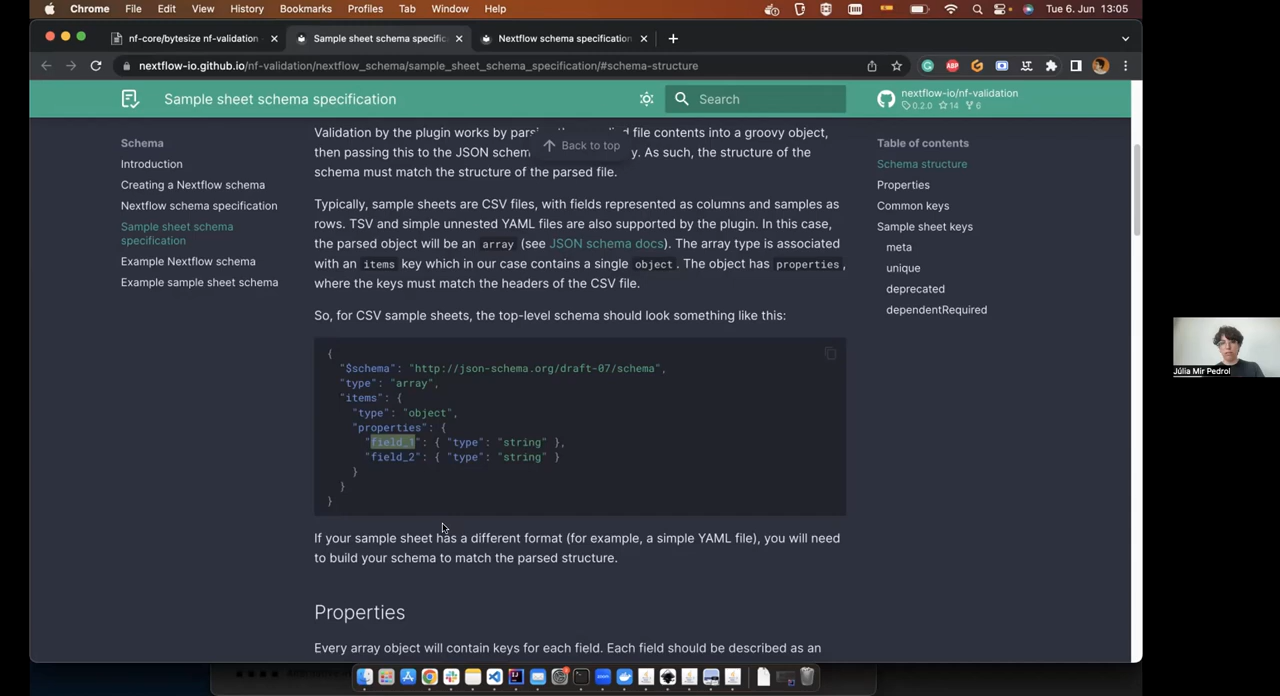 Chrome File Edit View History Bookmarks Profiles Tab Window Help Tue 6. Jun 13:05
nf-core/bytesize nf-validation
Sample sheet schema specific
Nextflow schema specification
nextflow-io.github.io/nf-validation/nextflow_schema/sample_sheet_schema_specification/#schema-structure
Sample sheet schema specification
Search
nextflow-io/nf-validation
0.2.0 14 6
Schema
Introduction
Creating a Nextflow schema
Nextflow schema specification
Sample sheet schema
specification
Example Nextflow schema
Example sample sheet schema
Validation by the plugin works by file contents into a groovy object,
then passing this to the JSON schem y. As such, the structure of the
schema must match the structure of the parsed file.
Back to top
Typically, sample sheets are CSV files, with fields represented as columns and samples as
rows. TSV and simple unnested YAML files are also supported by the plugin. In this case,
the parsed object will be an array (see JSON schema docs). The array type is associated
with an items key which in our case contains a single object. The object has properties,
where the keys must match the headers of the CSV file.
So, for CSV sample sheets, the top-level schema should look something like this:
{
"$schema": "http://json-schema.org/draft-07/schema",
"type": "array",
"items": {
"type": "object",
"properties": {
"field_1": { "type": "string" },
"field_2": { "type": "string" }
}
}
}
If your sample sheet has a different format (for example, a simple YAML file), you will need
to build your schema to match the parsed structure.
Properties
Every array object will contain keys for each field. Each field should be described as an
Table of contents
Schema structure
Properties
Common keys
Sample sheet keys
meta
unique
deprecated
dependentRequired
Júlia Mir Pedrol